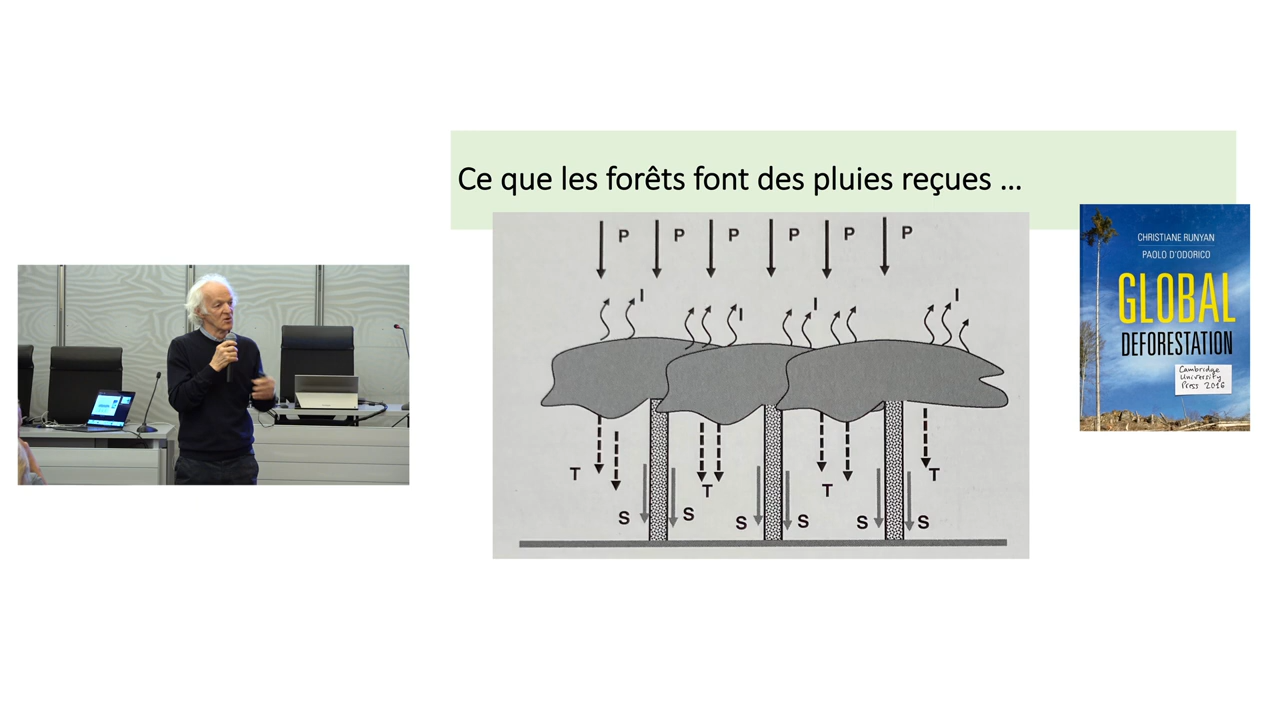 Ce que les forêts font des pluies reçues ...
P P P P P P
I I I I
T T T T
S S S S S S
CHRISTIANE RUNYAN
PAOLO D'ODORICO
GLOBAL
DEFORESTATION
Cambridge
University
Press 2016